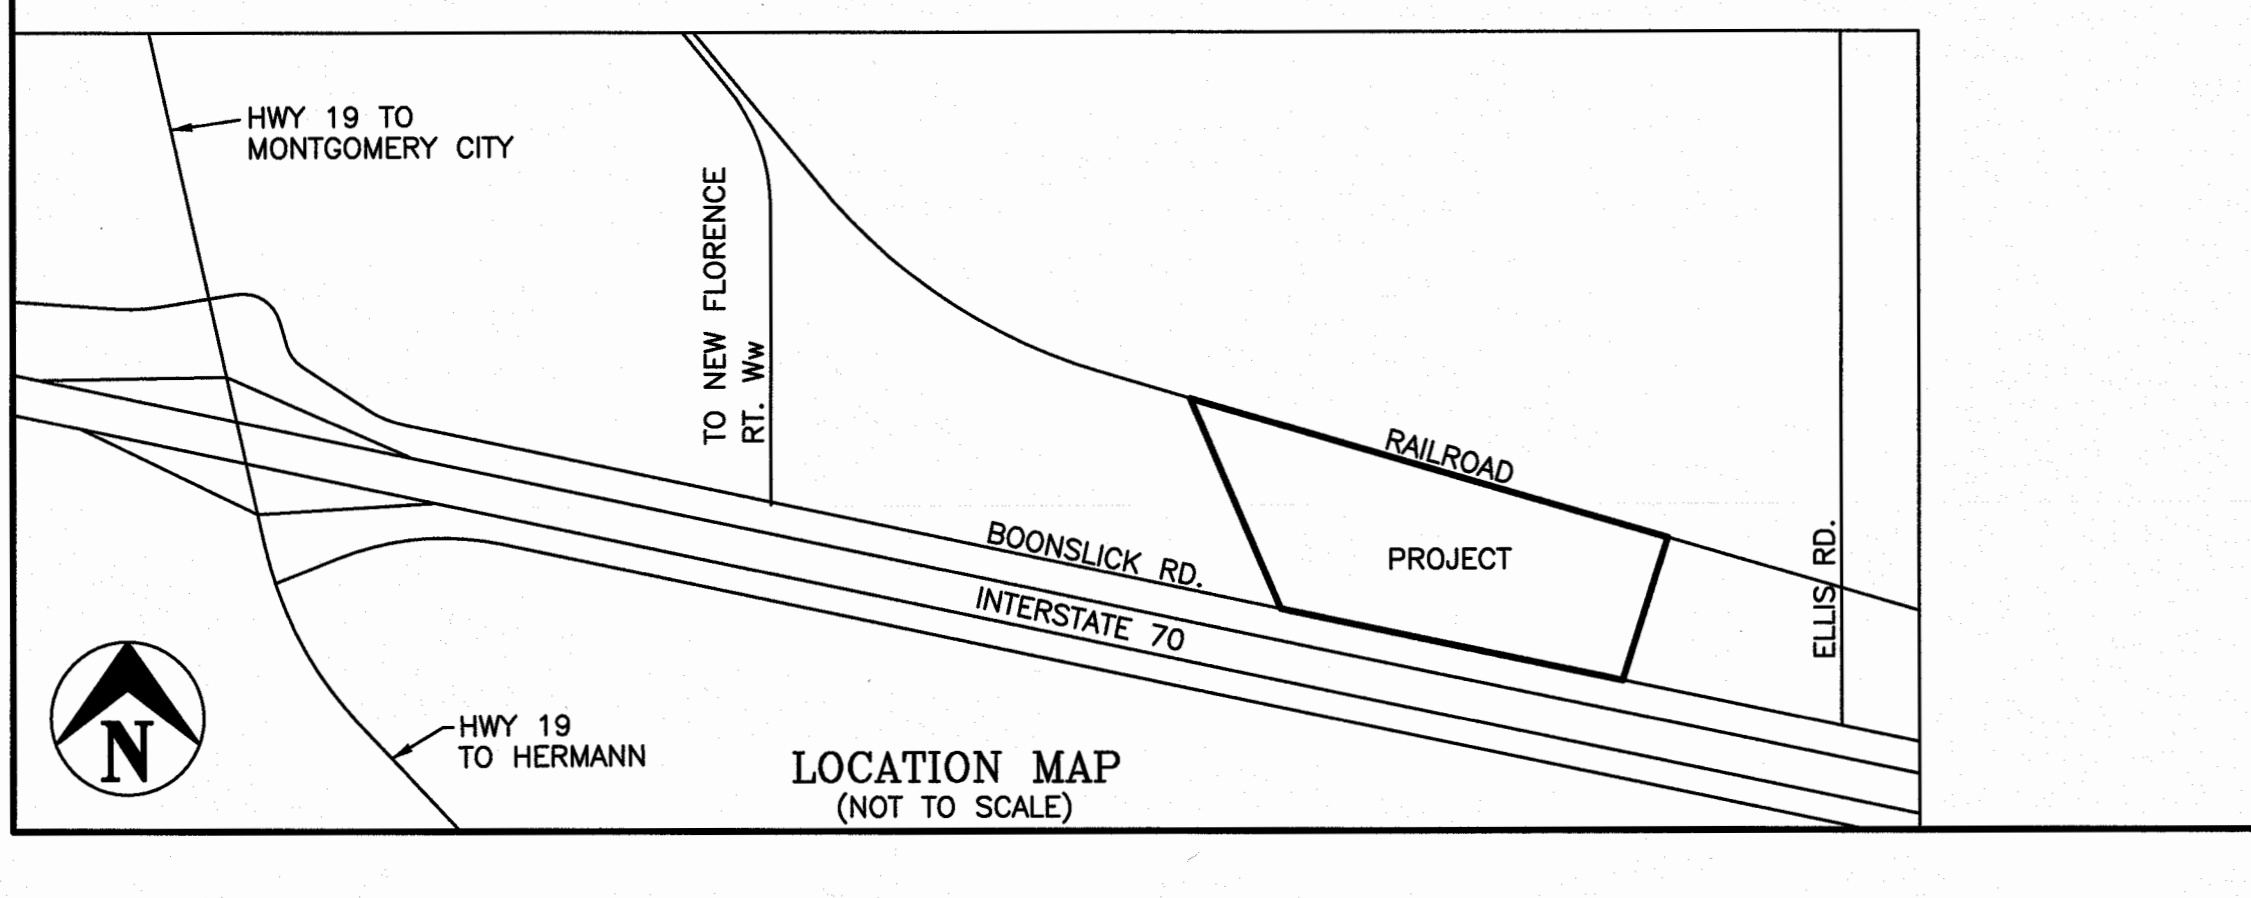 HWY 19 TO
MONTGOMERY CITY
TO NEW FLORENCE
RT. Ww
RAILROAD
PROJECT
BOONSLICK RD.
INTERSTATE 70
ELLIS RD.
HWY 19
TO HERMANN
N
LOCATION MAP
(NOT TO SCALE)